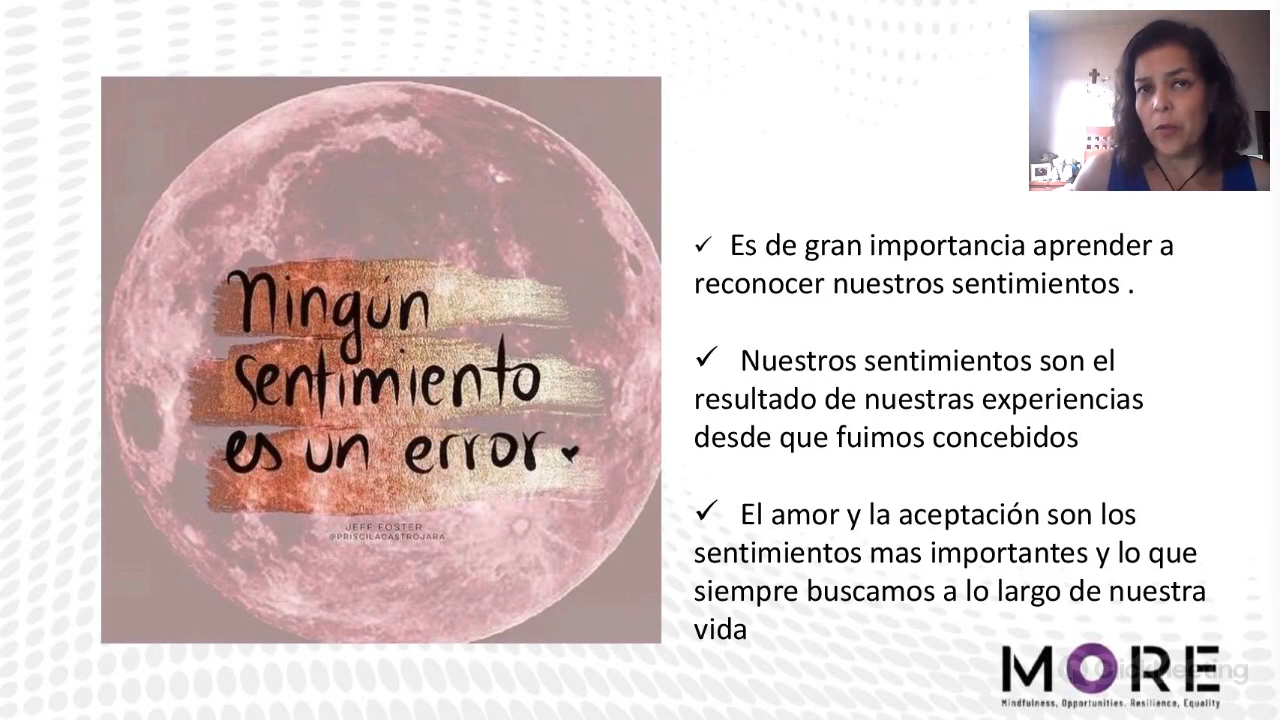 Ningún
sentimiento
es un error
JEFF FOSTER
@PRISCILACASTROJARA
✓ Es de gran importancia aprender a
reconocer nuestros sentimientos .
✓ Nuestros sentimientos son el
resultado de nuestras experiencias
desde que fuimos concebidos
✓ El amor y la aceptación son los
sentimientos mas importantes y lo que
siempre buscamos a lo largo de nuestra
vida
MORE
Mindfulness, Opportunities, Resilience, Equality
ClickMeeting